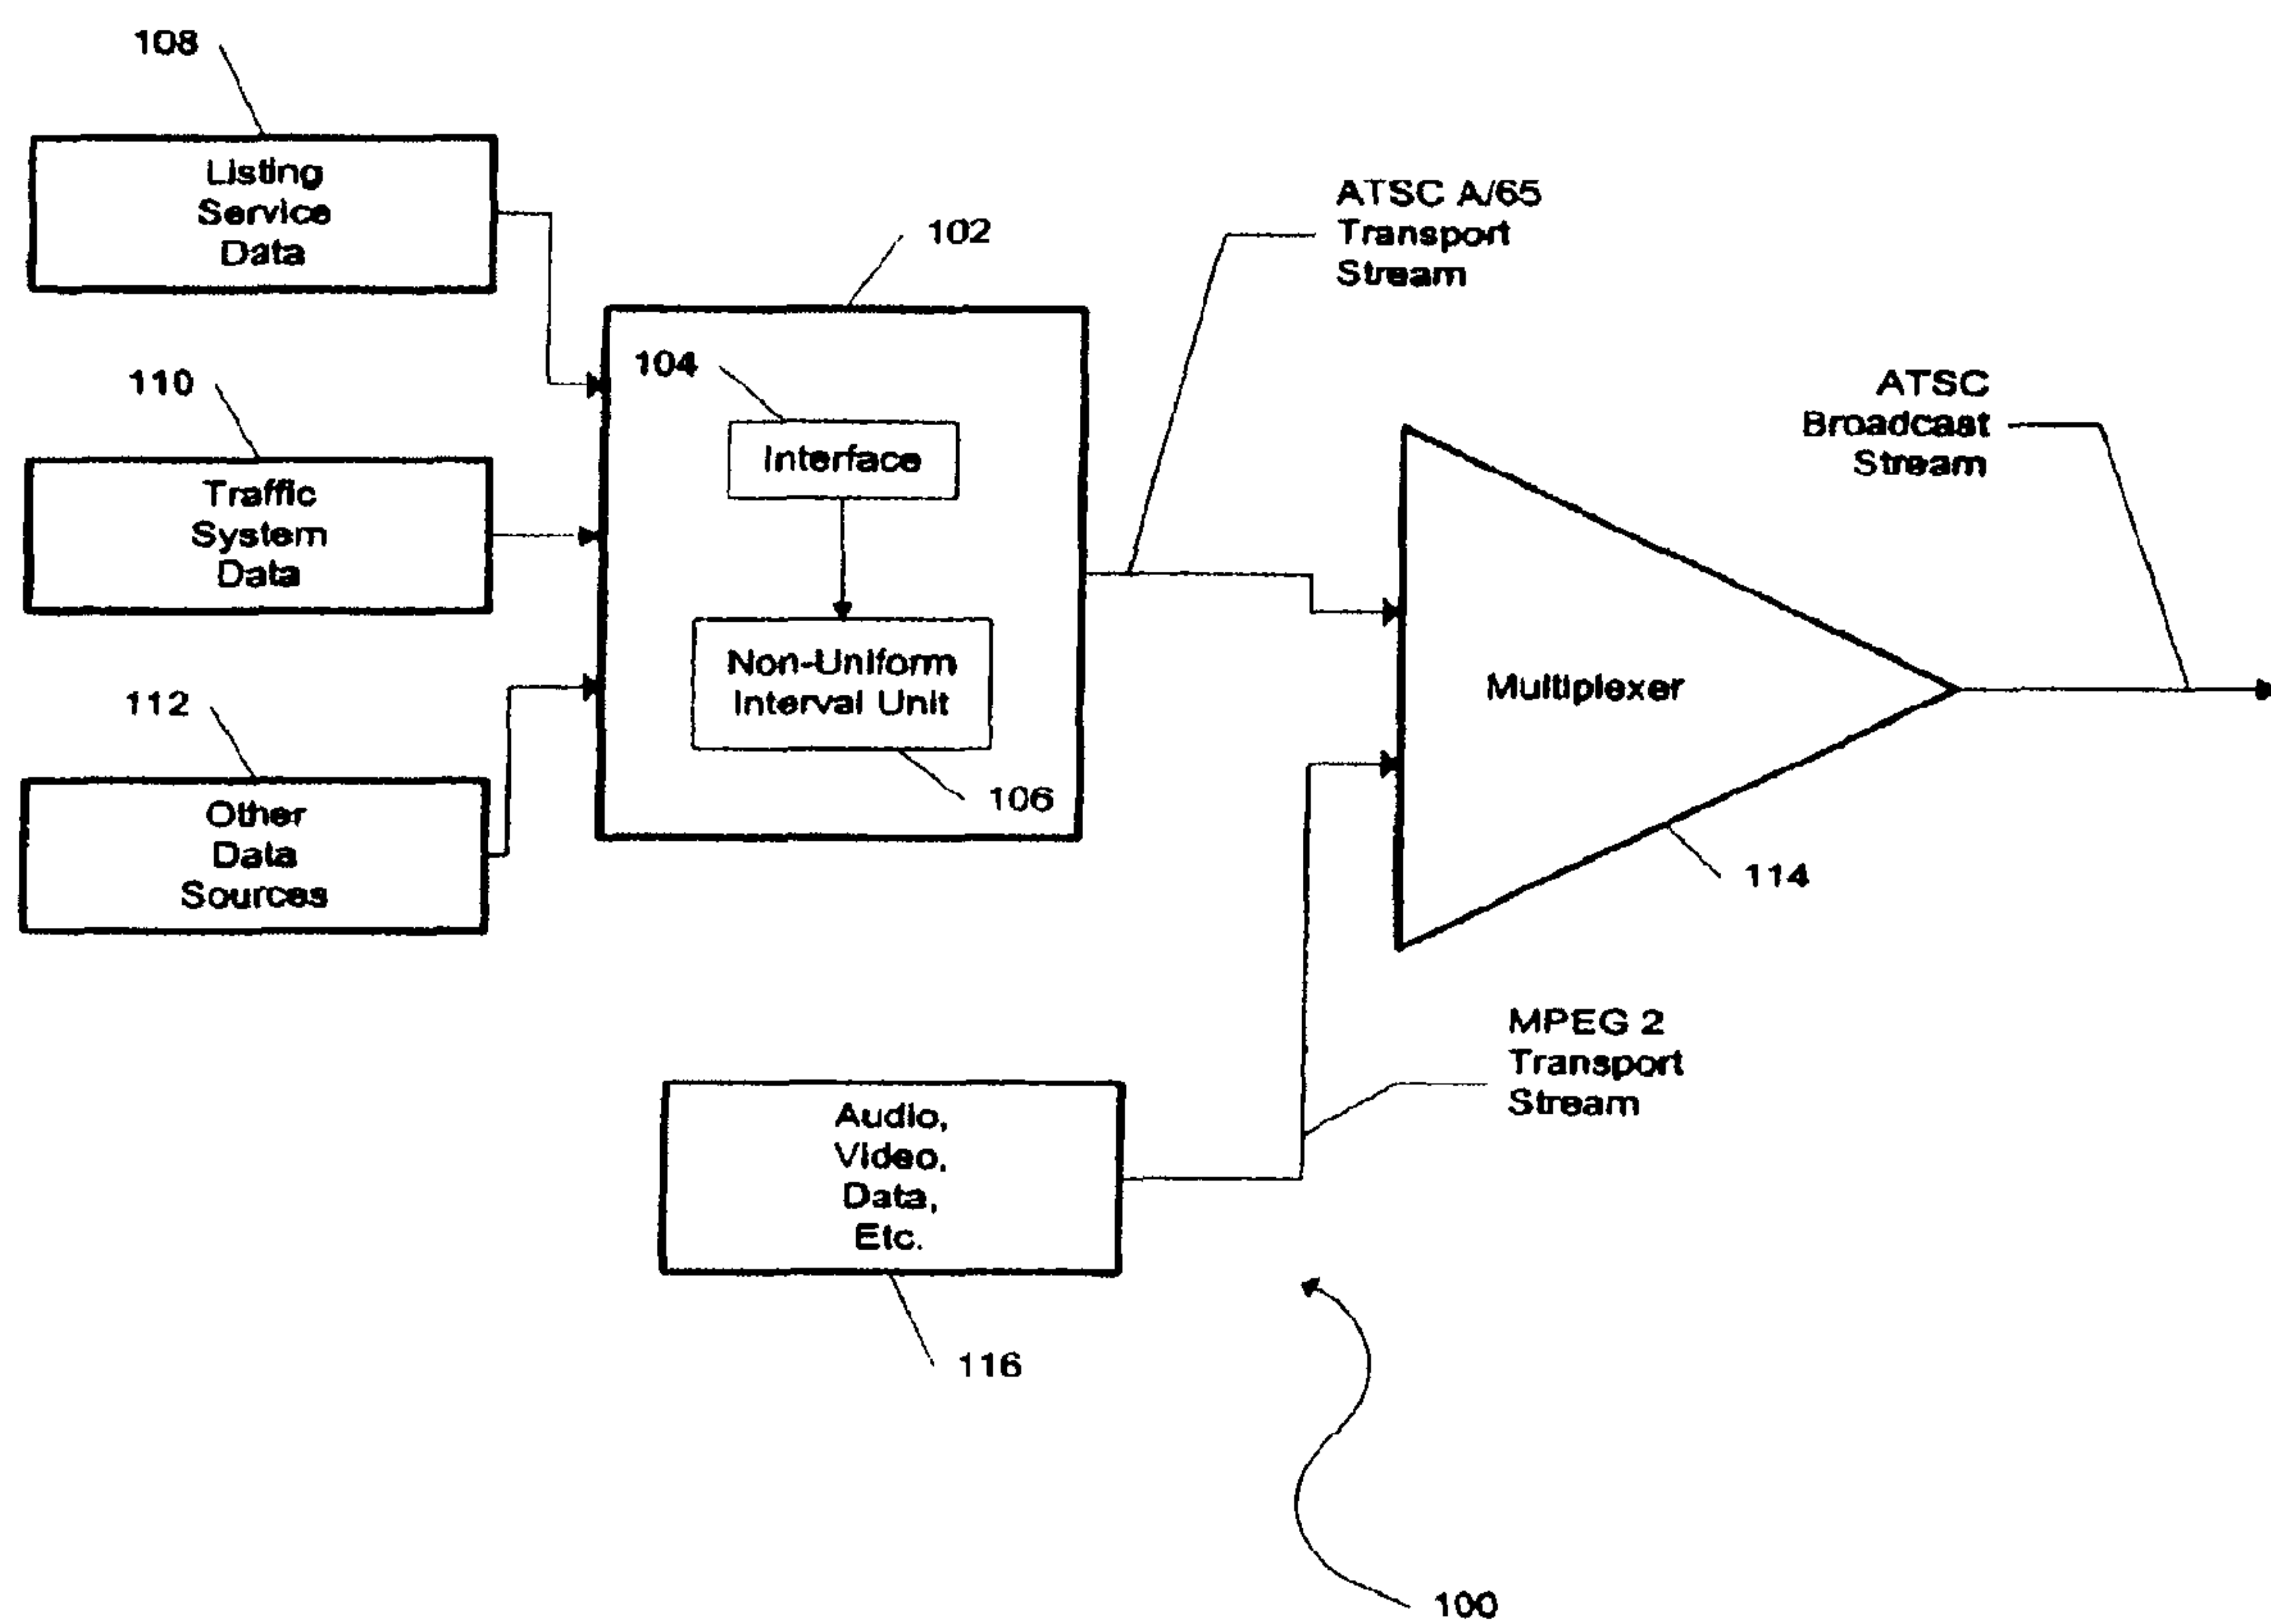 108
Listing
Service
Data
102
ATSC A/65
Transport
Stream
104
Interface
110
Traffic
System
Data
ATSC
Broadcast
Stream
Non-Uniform
Interval Unit
106
Multiplexer
112
Other
Data
Sources
114
MPEG 2
Transport
Stream
Audio,
Video,
Data,
Etc.
116
100